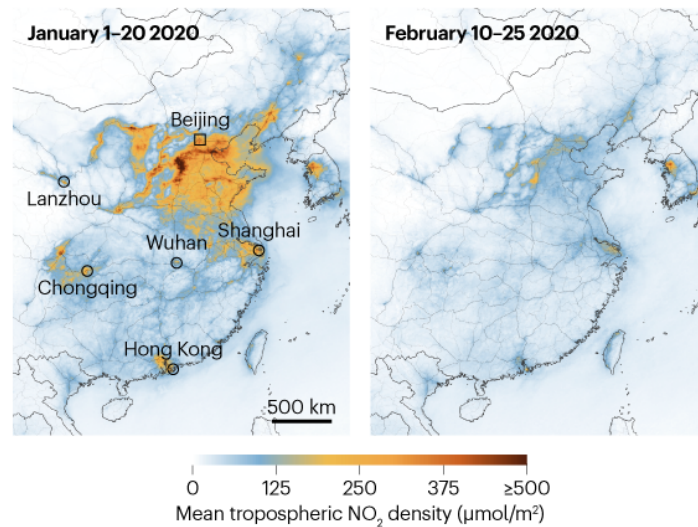 January 1–20 2020
February 10–25 2020
Beijing
Lanzhou
Wuhan
Shanghai
Chongqing
Hong Kong
500 km
0 125 250 375 ≥500
Mean tropospheric NO₂ density (μmol/m²)